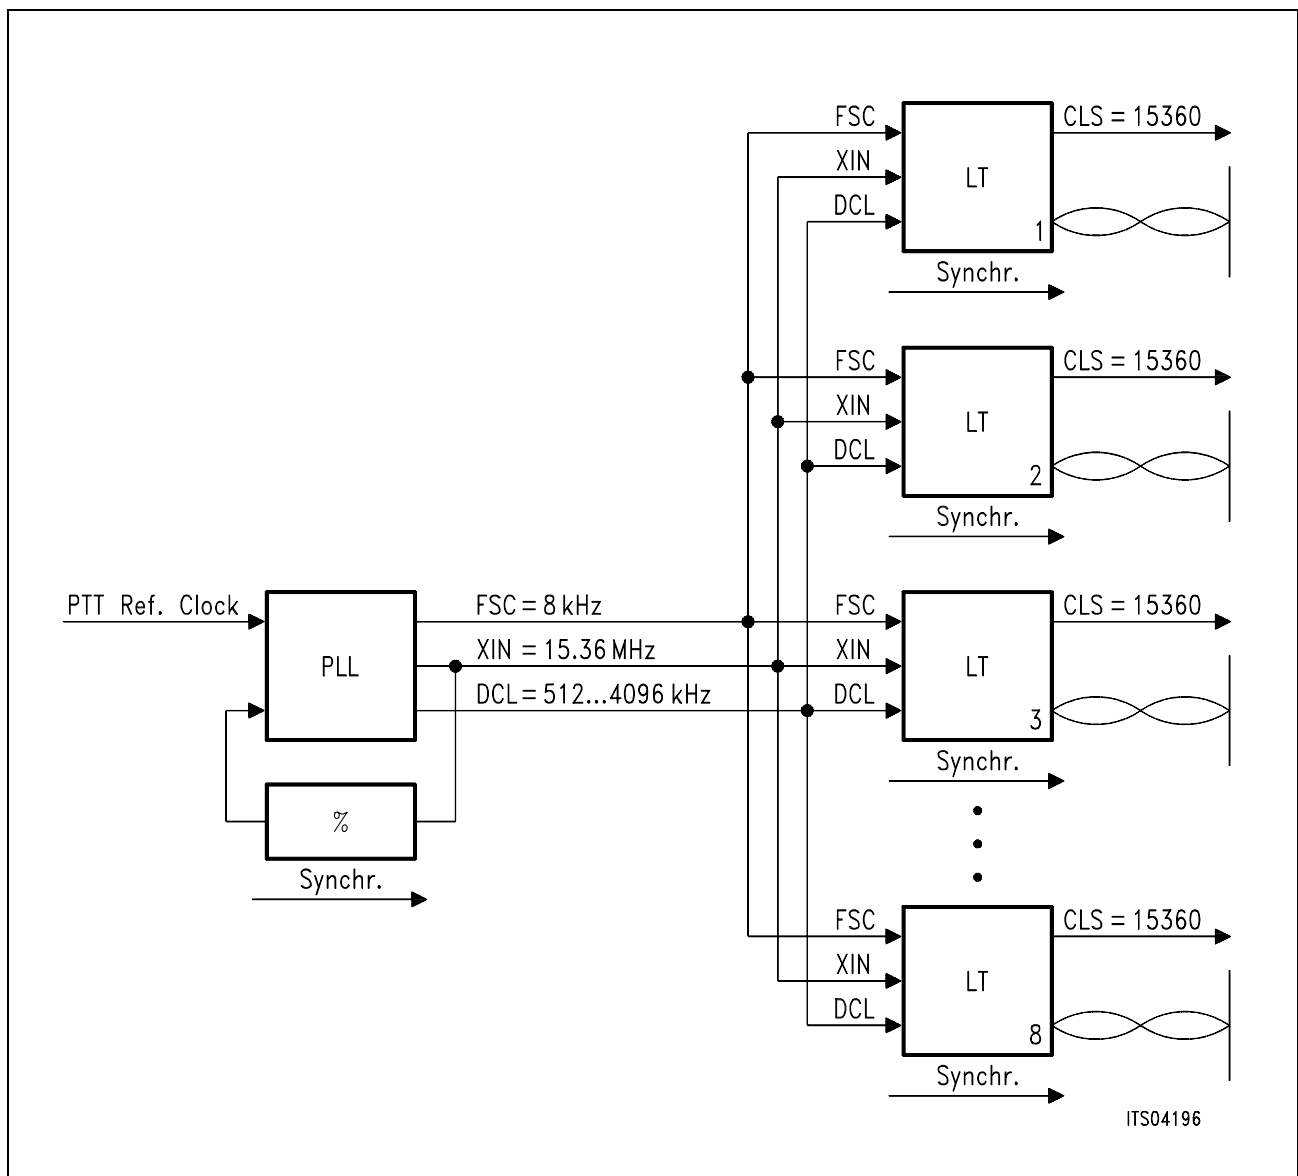 FSC
CLS = 15360
XIN
LT
DCL
1
Synchr.
FSC
CLS = 15360
XIN
LT
DCL
2
Synchr.
PTT Ref. Clock
FSC = 8 kHz
FSC
CLS = 15360
PLL
XIN = 15.36 MHz
XIN
LT
DCL = 512...4096 kHz
DCL
3
Synchr.
%
Synchr.
FSC
CLS = 15360
XIN
LT
DCL
8
Synchr.
ITS04196